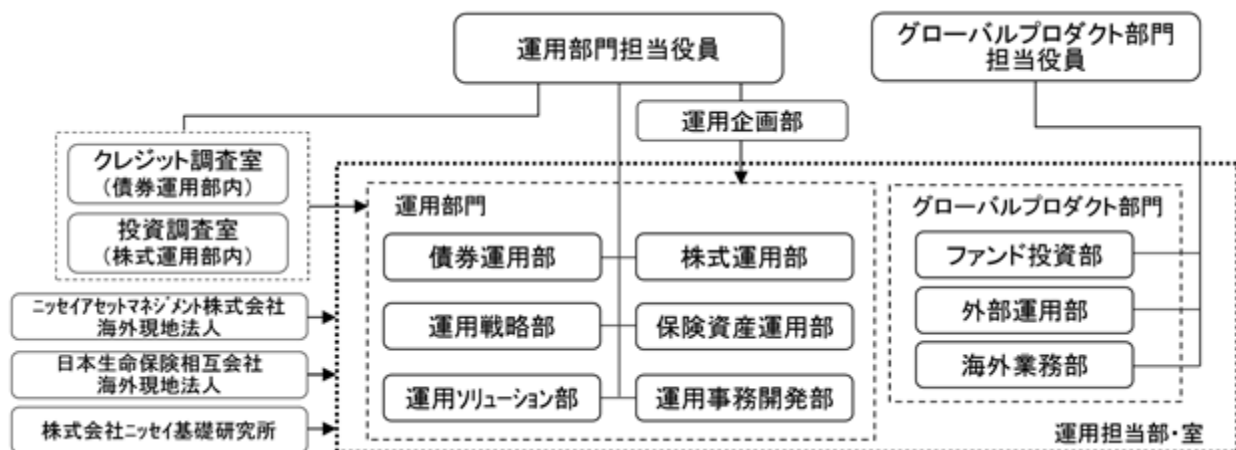 運用部門担当役員
グローバルプロダクト部門
担当役員
運用企画部
クレジット調査室
(債券運用部内)
投資調査室
(株式運用部内)
ニッセイアセットマネジメント株式会社
海外現地法人
日本生命保険相互会社
海外現地法人
株式会社ニッセイ基礎研究所
運用部門
債券運用部
株式運用部
運用戦略部
保険資産運用部
運用ソリューション部
運用事務開発部
グローバルプロダクト部門
ファンド投資部
外部運用部
海外業務部
運用担当部・室